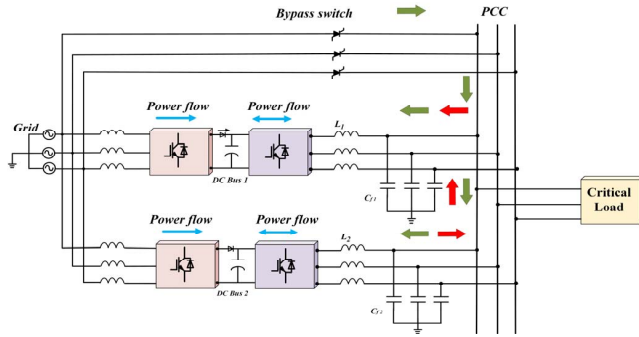 Bypass switch
PCC
Power flow
Power flow
Grid
L1
DC Bus 1
Cf1
Power flow
Power flow
Critical
Load
L2
DC Bus 2
Cf2